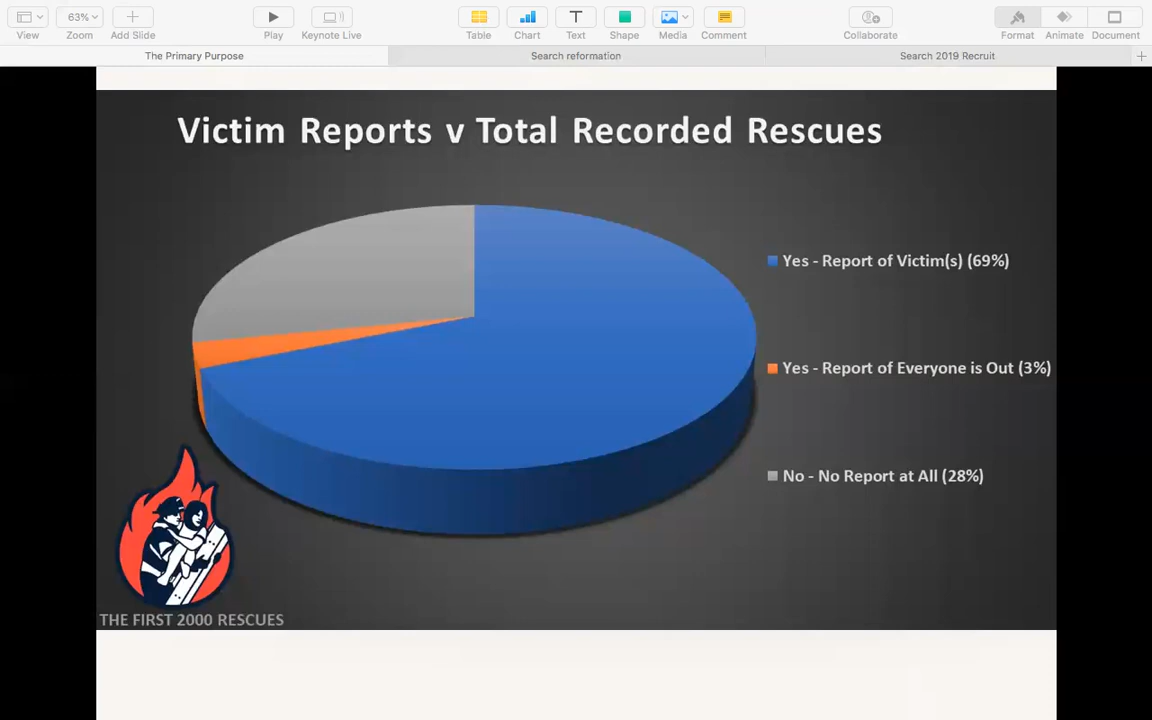 View
63%
Zoom
Add Slide
Play
Keynote Live
Table
Chart
Text
Shape
Media
Comment
Collaborate
Format
Animate
Document
The Primary Purpose
Search reformation
Search 2019 Recruit
Victim Reports v Total Recorded Rescues
Yes - Report of Victim(s) (69%)
Yes - Report of Everyone is Out (3%)
No - No Report at All (28%)
THE FIRST 2000 RESCUES